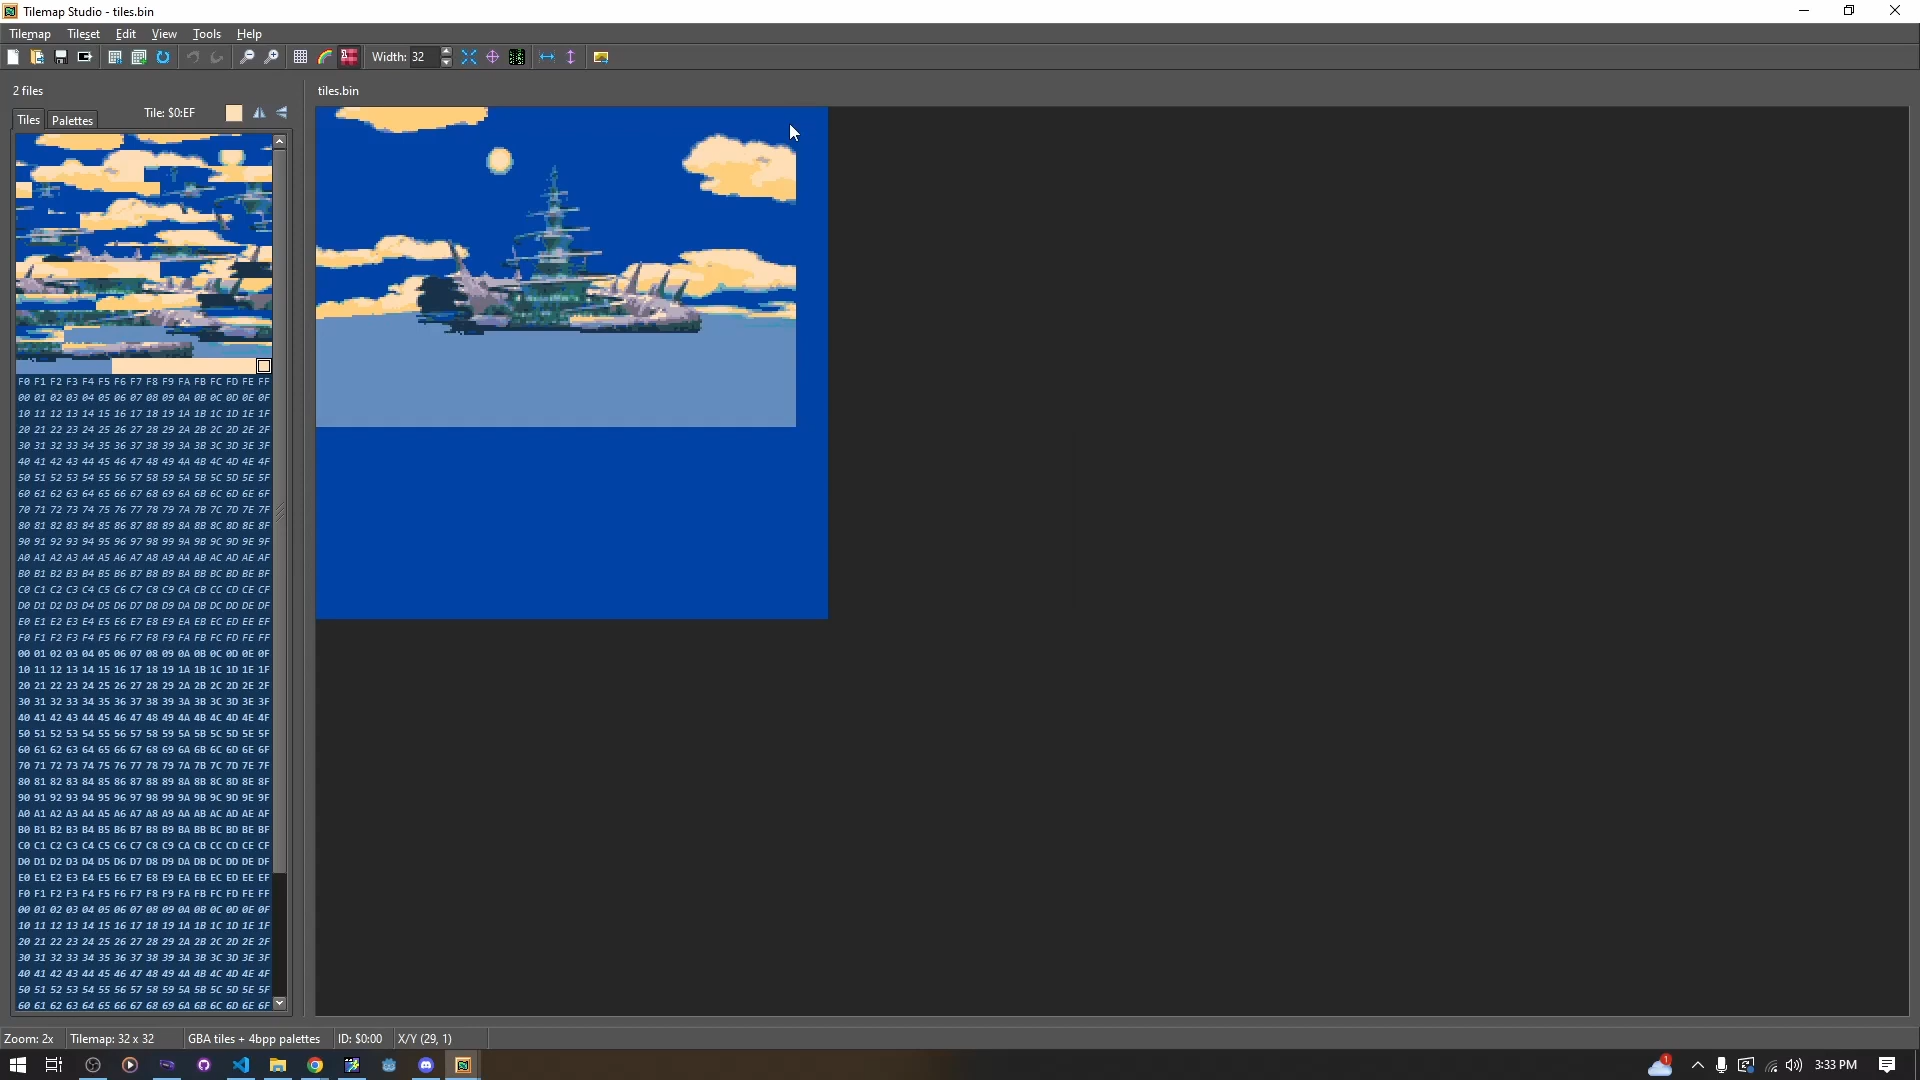 Tilemap Studio - tiles.bin
Tilemap Tileset Edit View Tools Help
Width: 32
2 files
tiles.bin
Tiles Palettes Tile: $0:EF
F0 F1 F2 F3 F4 F5 F6 F7 F8 F9 FA FB FC FD FE FF
00 01 02 03 04 05 06 07 08 09 0A 0B 0C 0D 0E 0F
10 11 12 13 14 15 16 17 18 19 1A 1B 1C 1D 1E 1F
20 21 22 23 24 25 26 27 28 29 2A 2B 2C 2D 2E 2F
30 31 32 33 34 35 36 37 38 39 3A 3B 3C 3D 3E 3F
40 41 42 43 44 45 46 47 48 49 4A 4B 4C 4D 4E 4F
50 51 52 53 54 55 56 57 58 59 5A 5B 5C 5D 5E 5F
60 61 62 63 64 65 66 67 68 69 6A 6B 6C 6D 6E 6F
70 71 72 73 74 75 76 77 78 79 7A 7B 7C 7D 7E 7F
80 81 82 83 84 85 86 87 88 89 8A 8B 8C 8D 8E 8F
90 91 92 93 94 95 96 97 98 99 9A 9B 9C 9D 9E 9F
A0 A1 A2 A3 A4 A5 A6 A7 A8 A9 AA AB AC AD AE AF
B0 B1 B2 B3 B4 B5 B6 B7 B8 B9 BA BB BC BD BE BF
C0 C1 C2 C3 C4 C5 C6 C7 C8 C9 CA CB CC CD CE CF
D0 D1 D2 D3 D4 D5 D6 D7 D8 D9 DA DB DC DD DE DF
E0 E1 E2 E3 E4 E5 E6 E7 E8 E9 EA EB EC ED EE EF
F0 F1 F2 F3 F4 F5 F6 F7 F8 F9 FA FB FC FD FE FF
00 01 02 03 04 05 06 07 08 09 0A 0B 0C 0D 0E 0F
10 11 12 13 14 15 16 17 18 19 1A 1B 1C 1D 1E 1F
20 21 22 23 24 25 26 27 28 29 2A 2B 2C 2D 2E 2F
30 31 32 33 34 35 36 37 38 39 3A 3B 3C 3D 3E 3F
40 41 42 43 44 45 46 47 48 49 4A 4B 4C 4D 4E 4F
50 51 52 53 54 55 56 57 58 59 5A 5B 5C 5D 5E 5F
60 61 62 63 64 65 66 67 68 69 6A 6B 6C 6D 6E 6F
70 71 72 73 74 75 76 77 78 79 7A 7B 7C 7D 7E 7F
80 81 82 83 84 85 86 87 88 89 8A 8B 8C 8D 8E 8F
90 91 92 93 94 95 96 97 98 99 9A 9B 9C 9D 9E 9F
A0 A1 A2 A3 A4 A5 A6 A7 A8 A9 AA AB AC AD AE AF
B0 B1 B2 B3 B4 B5 B6 B7 B8 B9 BA BB BC BD BE BF
C0 C1 C2 C3 C4 C5 C6 C7 C8 C9 CA CB CC CD CE CF
D0 D1 D2 D3 D4 D5 D6 D7 D8 D9 DA DB DC DD DE DF
E0 E1 E2 E3 E4 E5 E6 E7 E8 E9 EA EB EC ED EE EF
F0 F1 F2 F3 F4 F5 F6 F7 F8 F9 FA FB FC FD FE FF
00 01 02 03 04 05 06 07 08 09 0A 0B 0C 0D 0E 0F
10 11 12 13 14 15 16 17 18 19 1A 1B 1C 1D 1E 1F
20 21 22 23 24 25 26 27 28 29 2A 2B 2C 2D 2E 2F
30 31 32 33 34 35 36 37 38 39 3A 3B 3C 3D 3E 3F
40 41 42 43 44 45 46 47 48 49 4A 4B 4C 4D 4E 4F
50 51 52 53 54 55 56 57 58 59 5A 5B 5C 5D 5E 5F
60 61 62 63 64 65 66 67 68 69 6A 6B 6C 6D 6E 6F
Zoom: 2x Tilemap: 32 x 32 GBA tiles + 4bpp palettes ID: $0:00 X/Y (29, 1)
1 3:33 PM